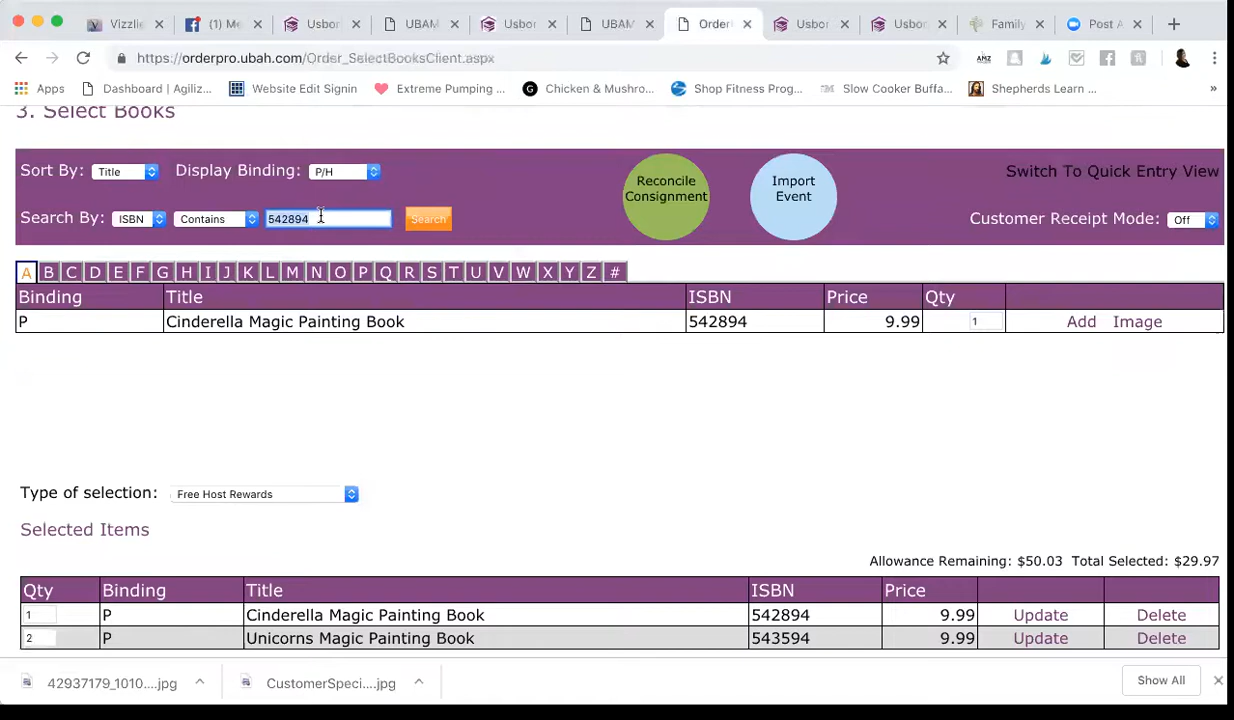 Vizzlie × (1) Me × Usbor × UBAM × Usbor × UBAM × Order × Usbor × Usbor × Family × Post A × +
https://orderpro.ubah.com/Order_SelectBooksClient.aspx
Apps Dashboard | Agiliz... Website Edit Signin Extreme Pumping ... Chicken & Mushro... Shop Fitness Prog... Slow Cooker Buffa... Shepherds Learn ... »
3. Select Books
Sort By: Title Display Binding: P/H Reconcile Consignment Import Event Switch To Quick Entry View
Search By: ISBN Contains 542894 Search Customer Receipt Mode: Off
A B C D E F G H I J K L M N O P Q R S T U V W X Y Z #
Binding Title ISBN Price Qty
P Cinderella Magic Painting Book 542894 9.99 1 Add Image
Type of selection: Free Host Rewards
Selected Items
Allowance Remaining: $50.03 Total Selected: $29.97
Qty Binding Title ISBN Price
1 P Cinderella Magic Painting Book 542894 9.99 Update Delete
2 P Unicorns Magic Painting Book 543594 9.99 Update Delete
42937179_1010....jpg CustomerSpeci....jpg Show All ×